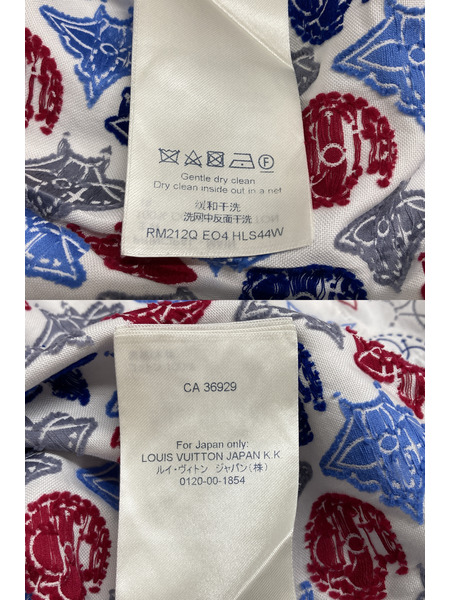 Gentle dry clean
Dry clean inside out in a net
缓和干洗
洗网中反面干洗
RM212Q EO4 HLS44W
CA 36929
For Japan only:
LOUIS VUITTON JAPAN K.K
ルイ・ヴィトン ジャパン(株)
0120-00-1854